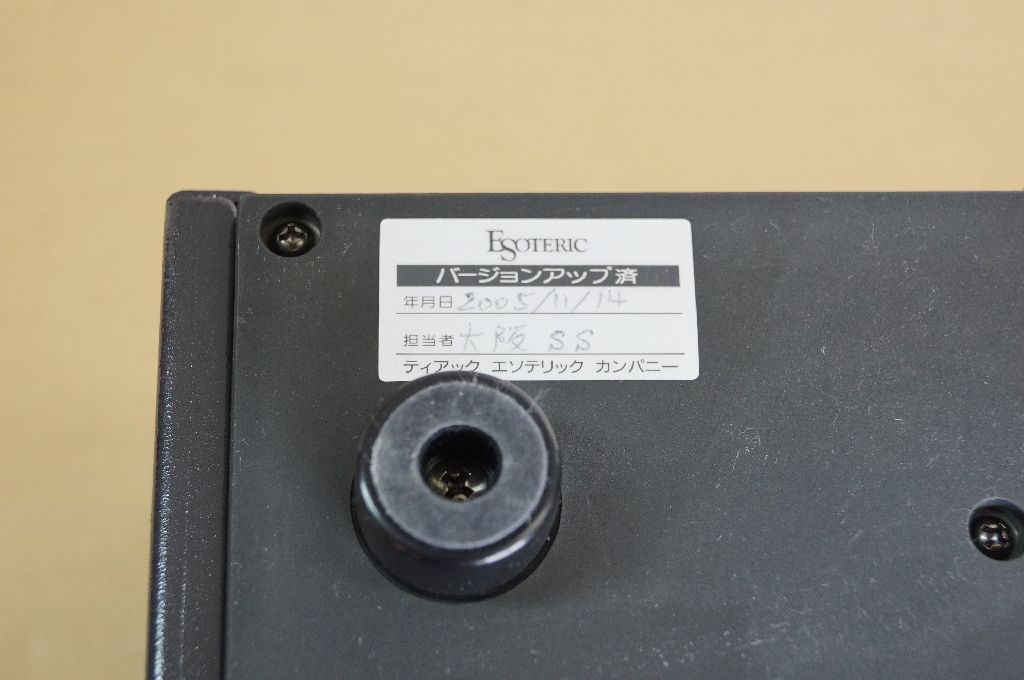 ESOTERIC
バージョンアップ済
年月日 2005/11/14
担当者 大阪 SS
ティアック エソテリック カンパニー